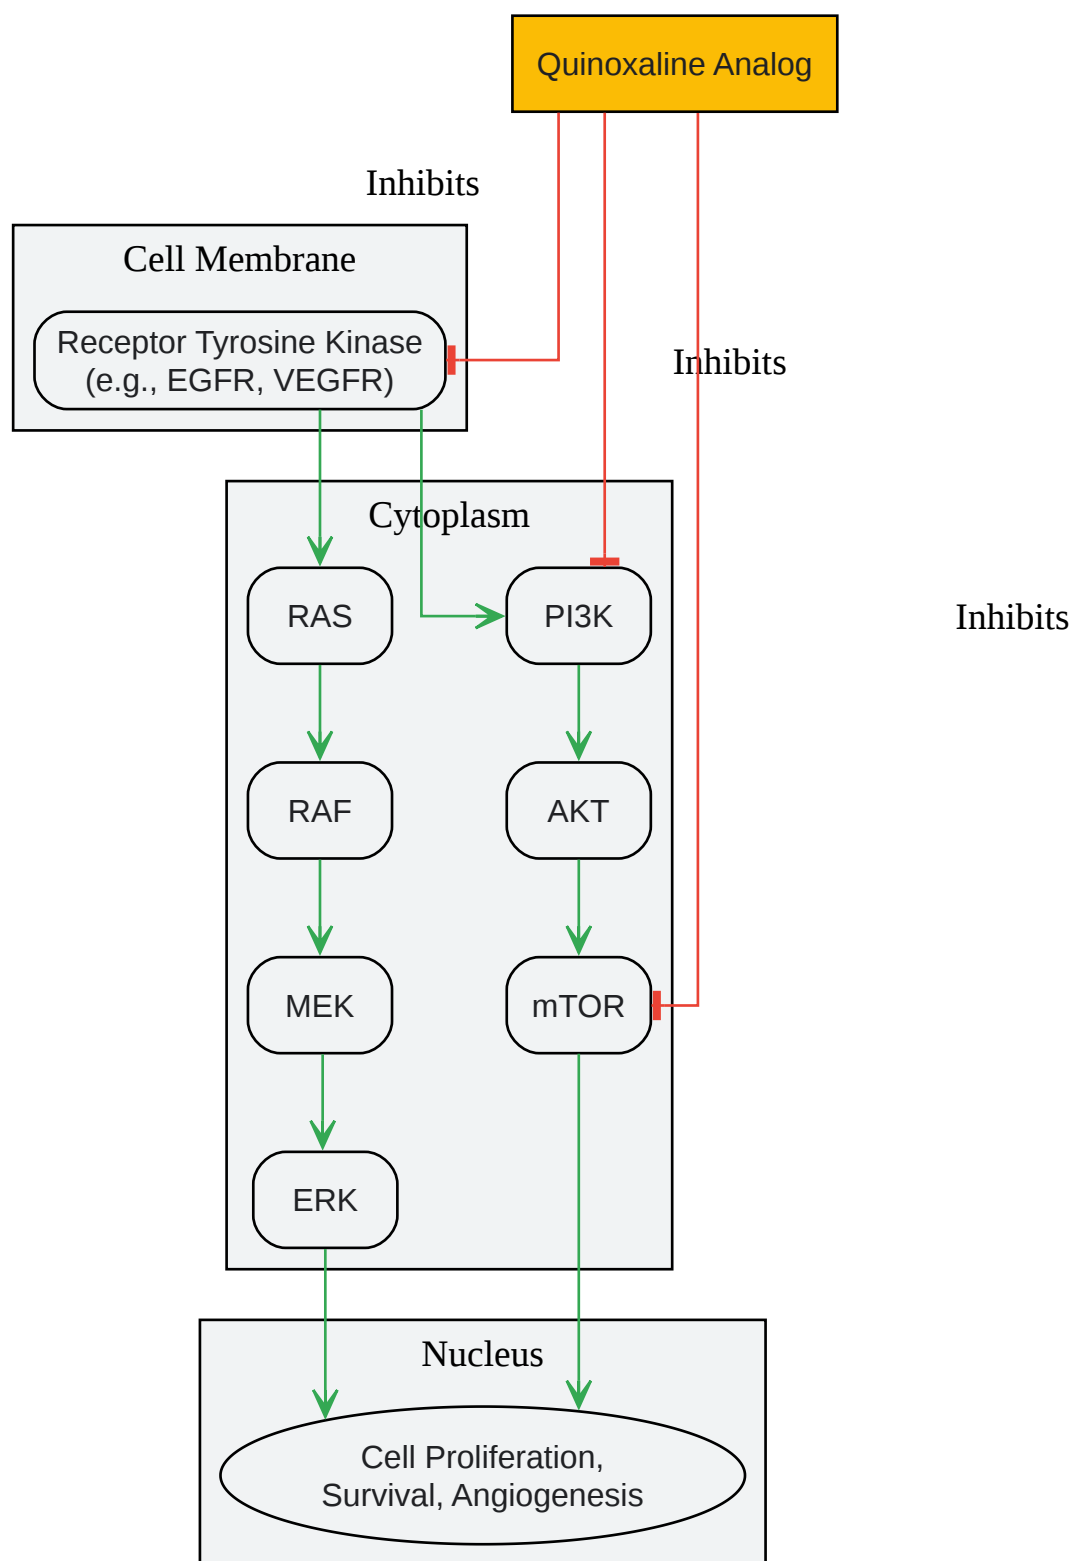 Quinoxaline Analog
Inhibits
Cell Membrane
Receptor Tyrosine Kinase
(e.g., EGFR, VEGFR)
Inhibits
Cytoplasm
RAS
PI3K
Inhibits
RAF
AKT
MEK
mTOR
ERK
Nucleus
Cell Proliferation,
Survival, Angiogenesis